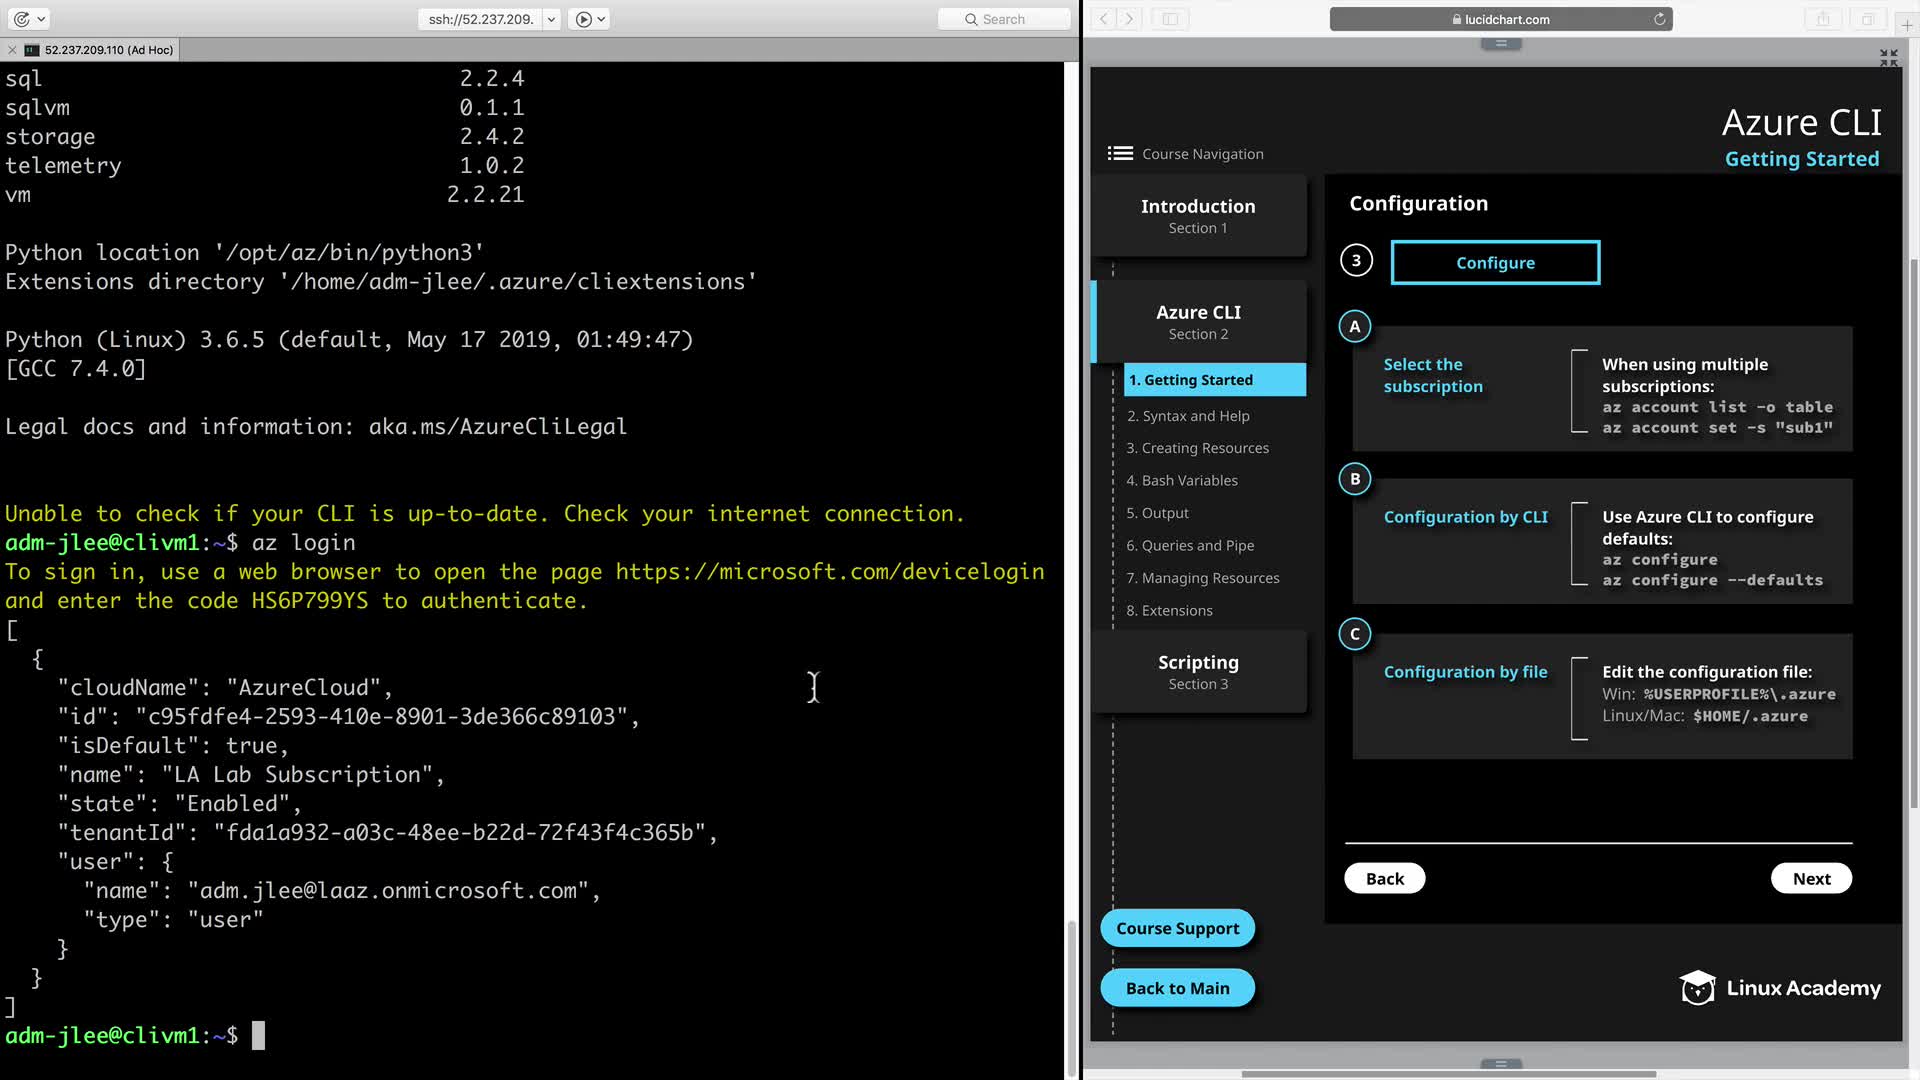 ssh://52.237.209.
Search
52.237.209.110 (Ad Hoc)
sql 2.2.4
sqlvm 0.1.1
storage 2.4.2
telemetry 1.0.2
vm 2.2.21
Python location '/opt/az/bin/python3'
Extensions directory '/home/adm-jlee/.azure/cliextensions'
Python (Linux) 3.6.5 (default, May 17 2019, 01:49:47)
[GCC 7.4.0]
Legal docs and information: aka.ms/AzureCliLegal
Unable to check if your CLI is up-to-date. Check your internet connection.
adm-jlee@clivm1:~$ az login
To sign in, use a web browser to open the page https://microsoft.com/devicelogin
and enter the code HS6P799YS to authenticate.
[
{
"cloudName": "AzureCloud",
"id": "c95fdfe4-2593-410e-8901-3de366c89103",
"isDefault": true,
"name": "LA Lab Subscription",
"state": "Enabled",
"tenantId": "fda1a932-a03c-48ee-b22d-72f43f4c365b",
"user": {
"name": "adm.jlee@laaz.onmicrosoft.com",
"type": "user"
}
}
]
adm-jlee@clivm1:~$
lucidchart.com
Azure CLI
Getting Started
Course Navigation
Introduction
Section 1
Azure CLI
Section 2
1. Getting Started
2. Syntax and Help
3. Creating Resources
4. Bash Variables
5. Output
6. Queries and Pipe
7. Managing Resources
8. Extensions
Scripting
Section 3
Course Support
Back to Main
Configuration
3
Configure
A
Select the
subscription
When using multiple
subscriptions:
az account list -o table
az account set -s "sub1"
B
Configuration by CLI
Use Azure CLI to configure
defaults:
az configure
az configure --defaults
C
Configuration by file
Edit the configuration file:
Win: %USERPROFILE%\.azure
Linux/Mac: $HOME/.azure
Back
Next
Linux Academy